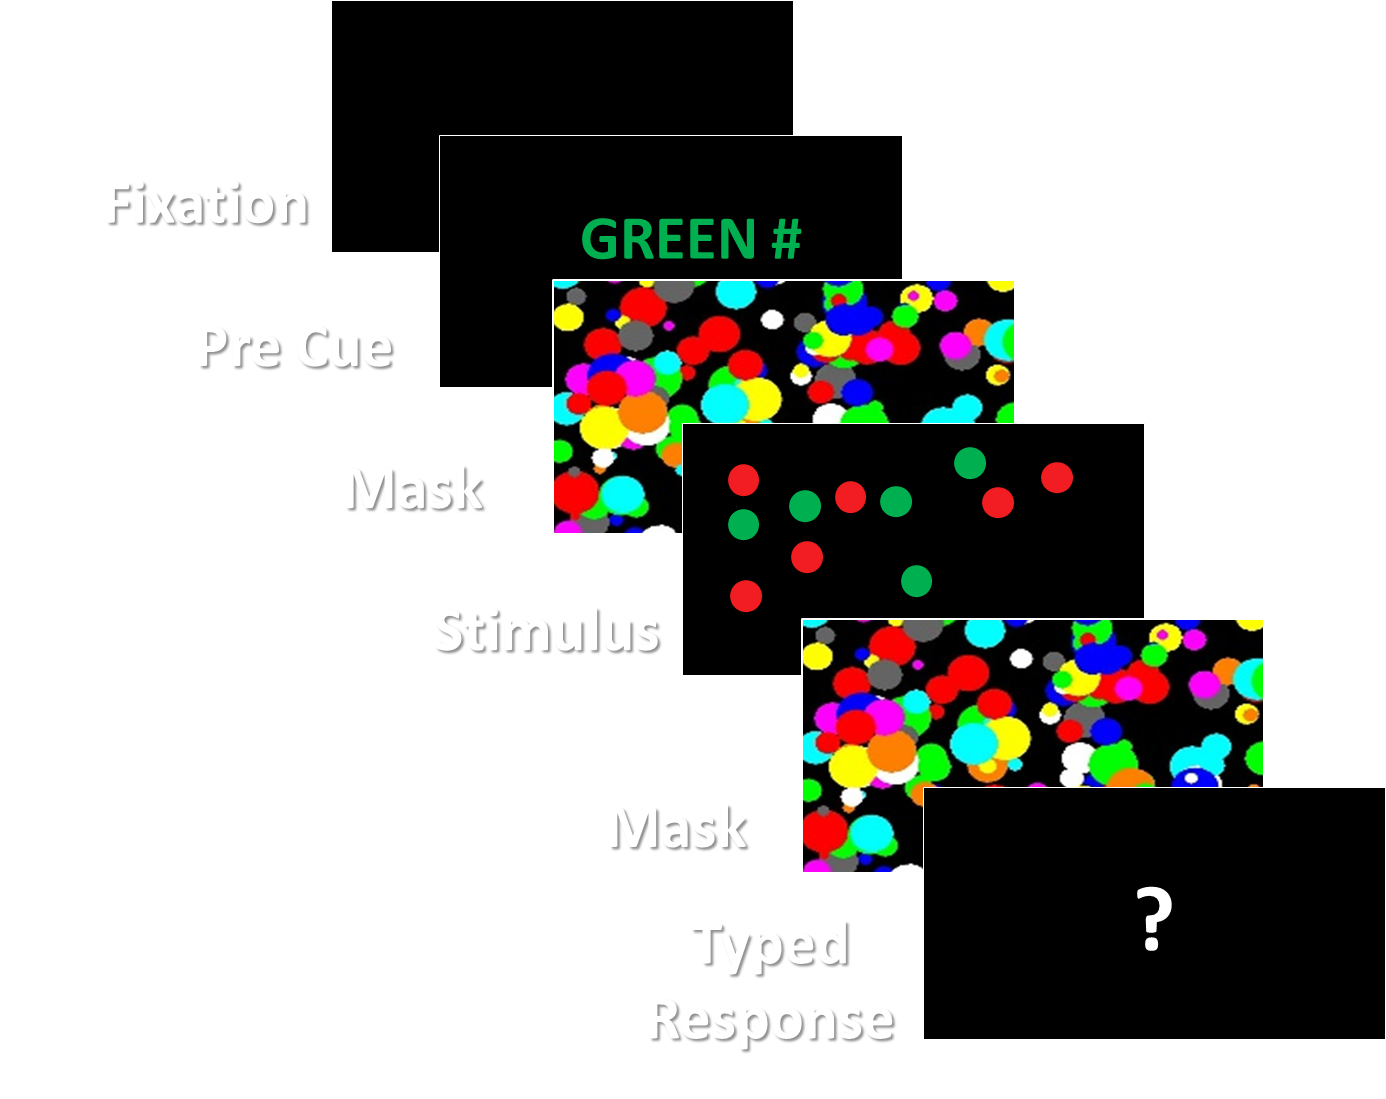 Fixation
GREEN #
Pre Cue
Mask
Stimulus
Mask
?
Typed
Response